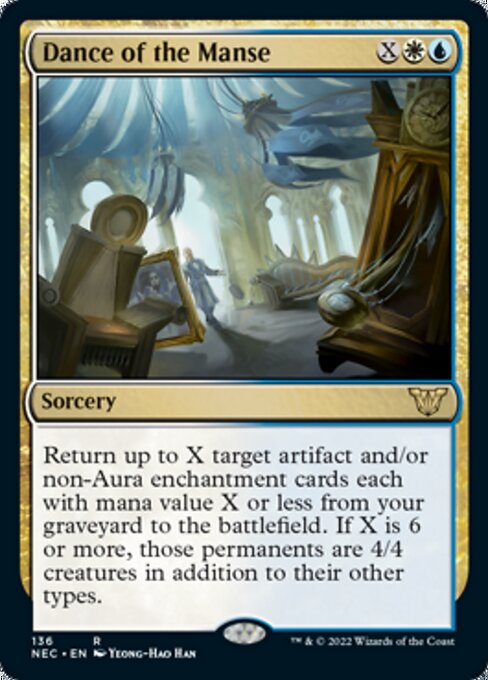 Dance of the Manse X
Sorcery
Return up to X target artifact and/or
non-Aura enchantment cards each
with mana value X or less from your
graveyard to the battlefield. If X is 6
or more, those permanents are 4/4
creatures in addition to their other
types.
136 R
NEC • EN Yeong-Hao Han
™ & © 2022 Wizards of the Coast